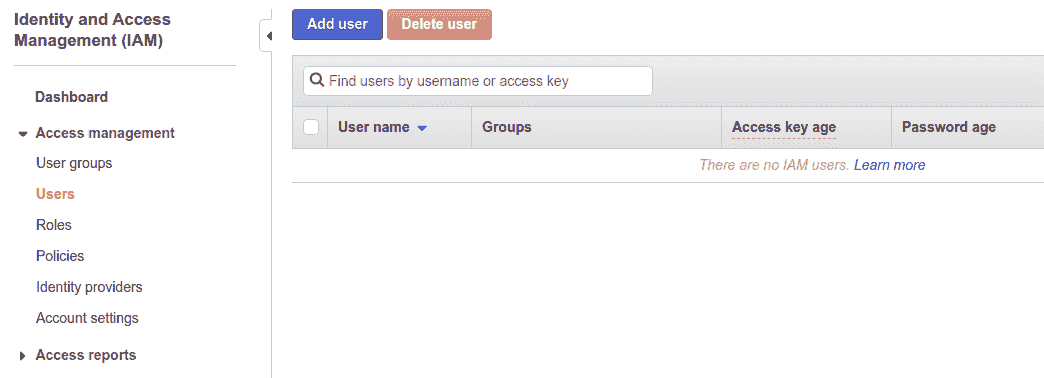 Identity and Access
Management (IAM)
Dashboard
Access management
User groups
Users
Roles
Policies
Identity providers
Account settings
Access reports
Add user
Delete user
Find users by username or access key
User name
Groups
Access key age
Password age
There are no IAM users. Learn more